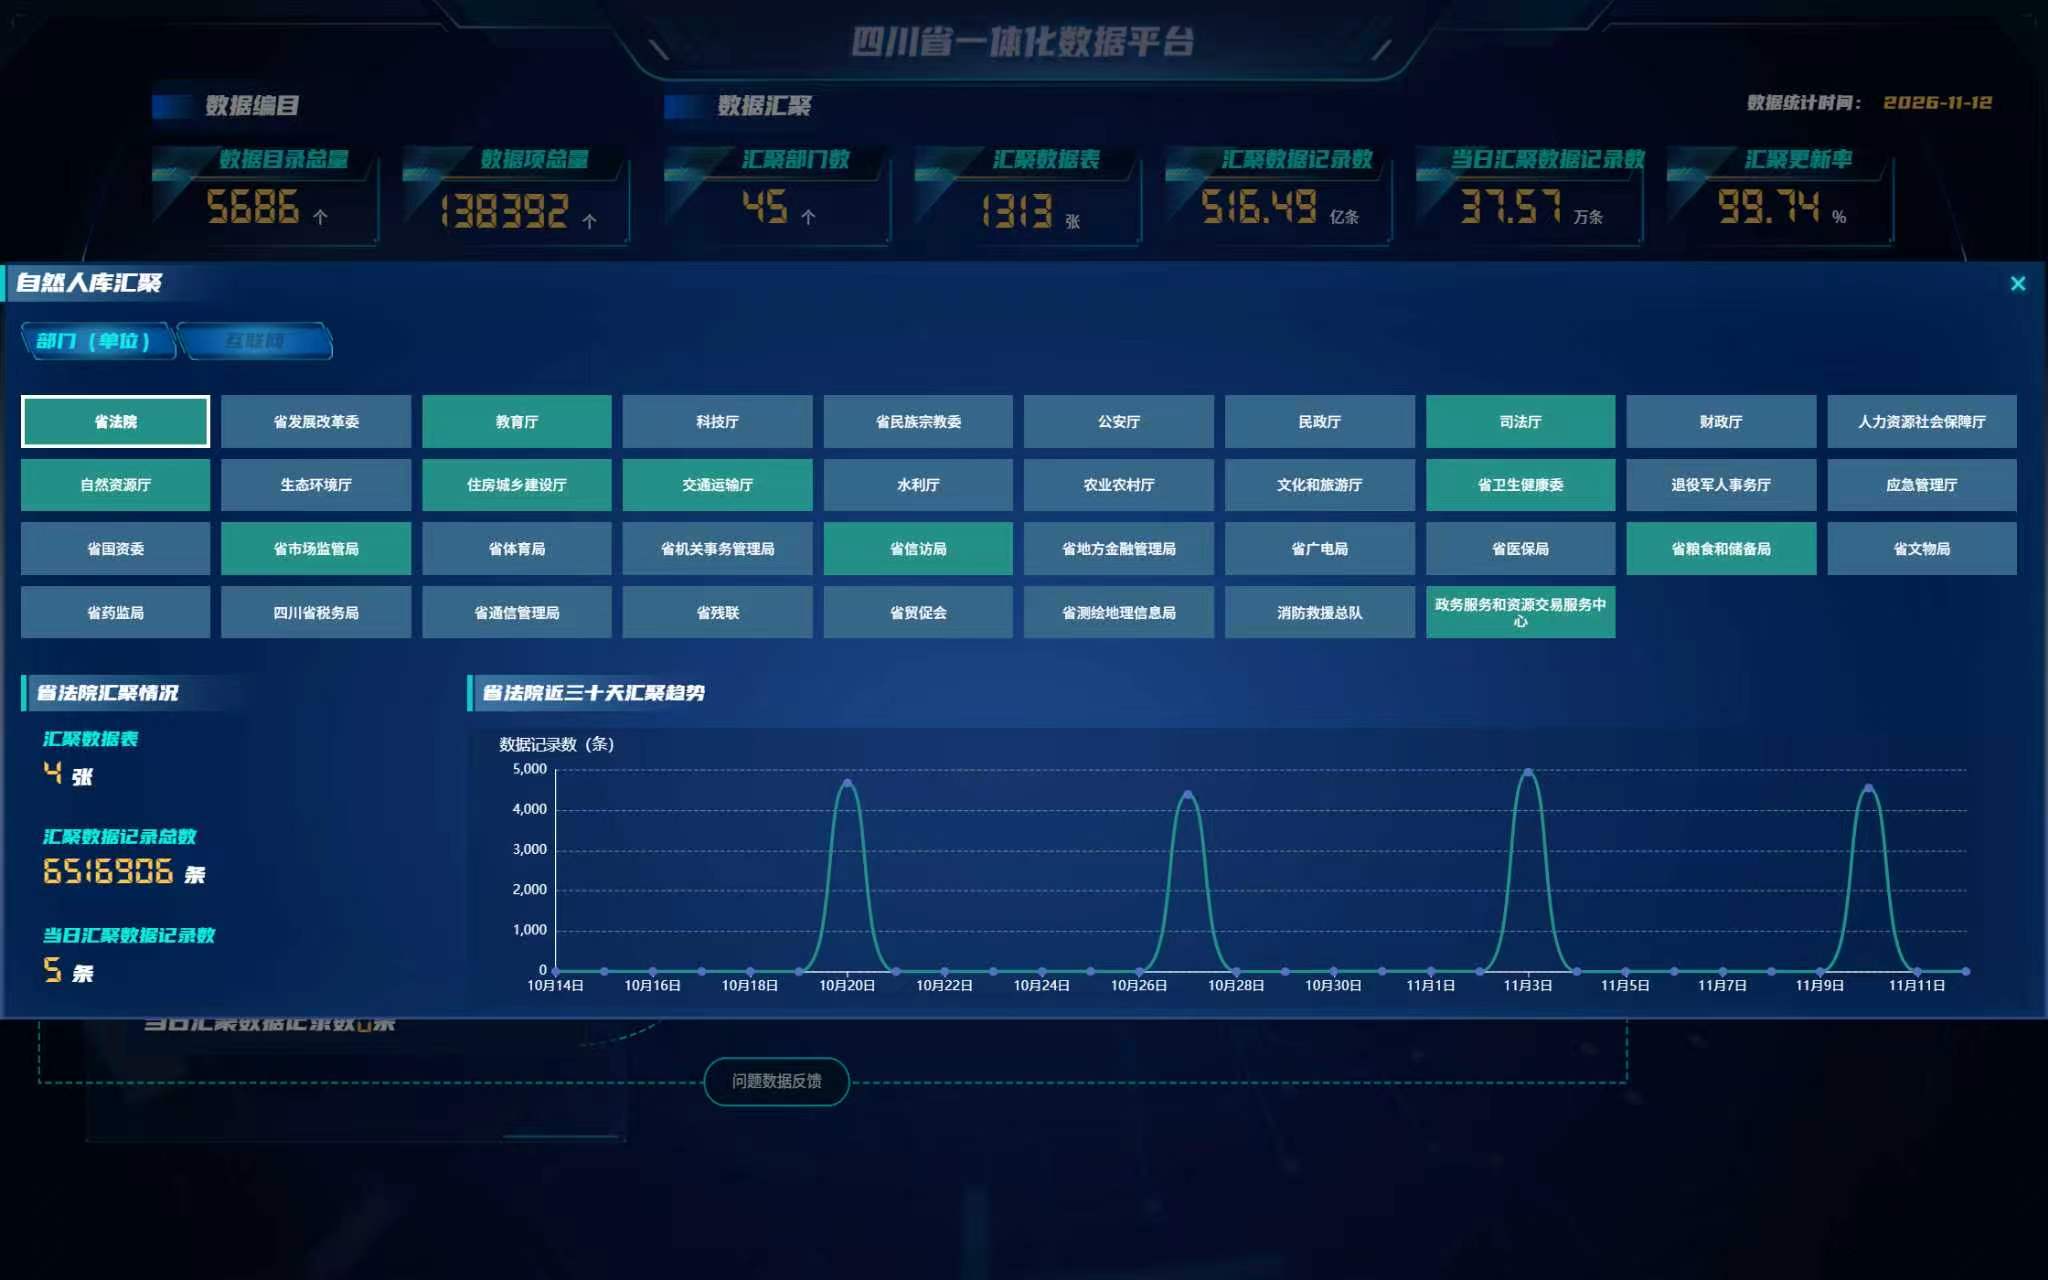 四川省一体化数据平台
数据编目
数据汇聚
数据统计时间： 2026-11-12
数据目录总量
数据项总量
汇聚部门数
汇聚数据表
汇聚数据记录数
当日汇聚数据记录数
汇聚更新率
5686 个
138392 个
45 个
1313 张
516.49 亿条
37.57 万条
99.74 %
自然人库汇聚
×
部门（单位）
互联网
省法院
省发展改革委
教育厅
科技厅
省民族宗教委
公安厅
民政厅
司法厅
财政厅
人力资源社会保障厅
自然资源厅
生态环境厅
住房城乡建设厅
交通运输厅
水利厅
农业农村厅
文化和旅游厅
省卫生健康委
退役军人事务厅
应急管理厅
省国资委
省市场监管局
省体育局
省机关事务管理局
省信访局
省地方金融管理局
省广电局
省医保局
省粮食和储备局
省文物局
省药监局
四川省税务局
省通信管理局
省残联
省贸促会
省测绘地理信息局
消防救援总队
政务服务和资源交易服务中
心
省法院汇聚情况
汇聚数据表
4 张
汇聚数据记录总数
6516906 条
当日汇聚数据记录数
5 条
省法院近三十天汇聚趋势
数据记录数（条）
5,000
4,000
3,000
2,000
1,000
0
10月14日
10月16日
10月18日
10月20日
10月22日
10月24日
10月26日
10月28日
10月30日
11月1日
11月3日
11月5日
11月7日
11月9日
11月11日
当日汇聚数据记录数0条
问题数据反馈